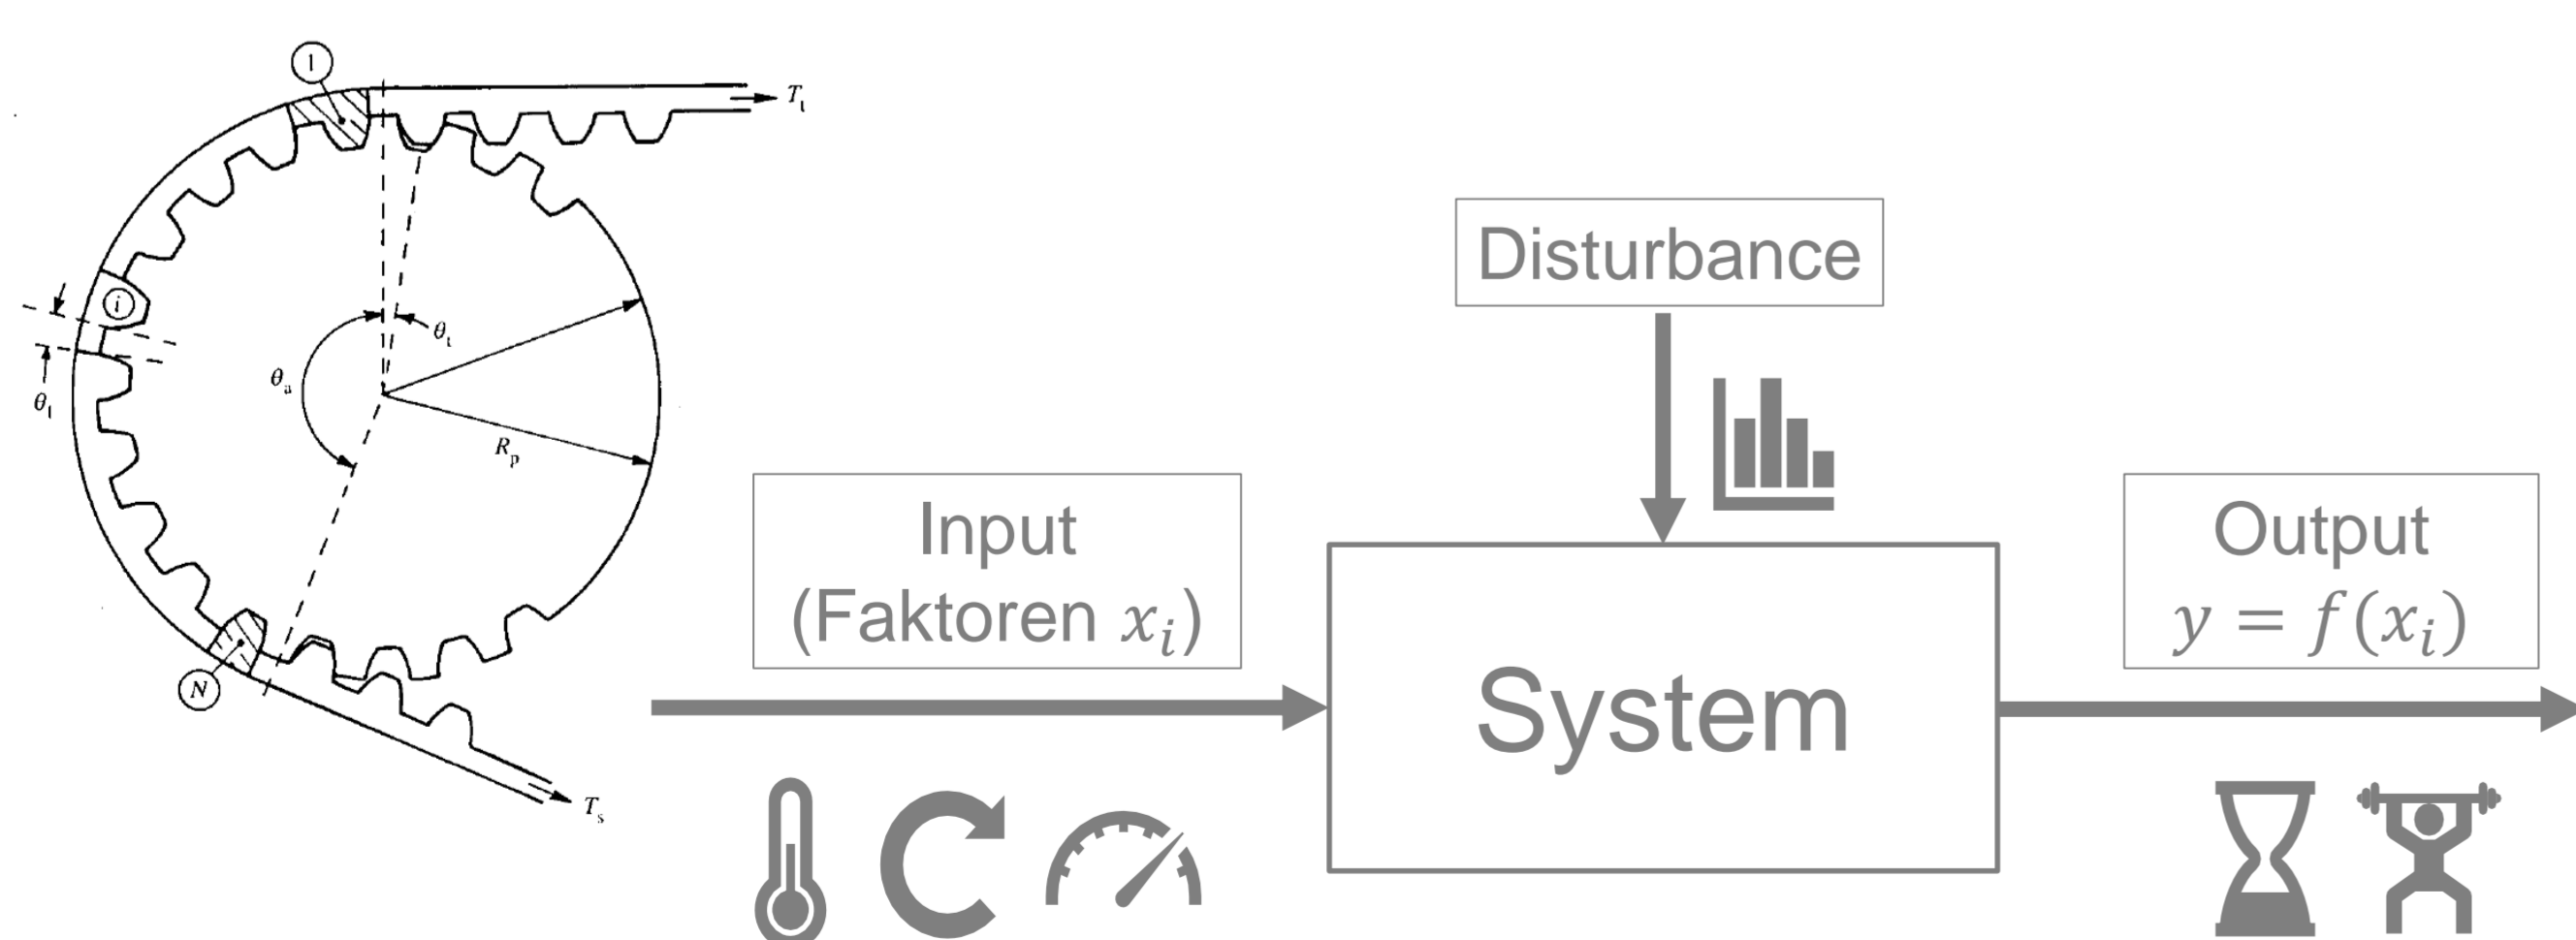 1
T_t
i
θ_t
θ_a
θ_1
R_p
N
T_s
Disturbance
Input
(Faktoren x_i)
System
Output
y = f(x_i)